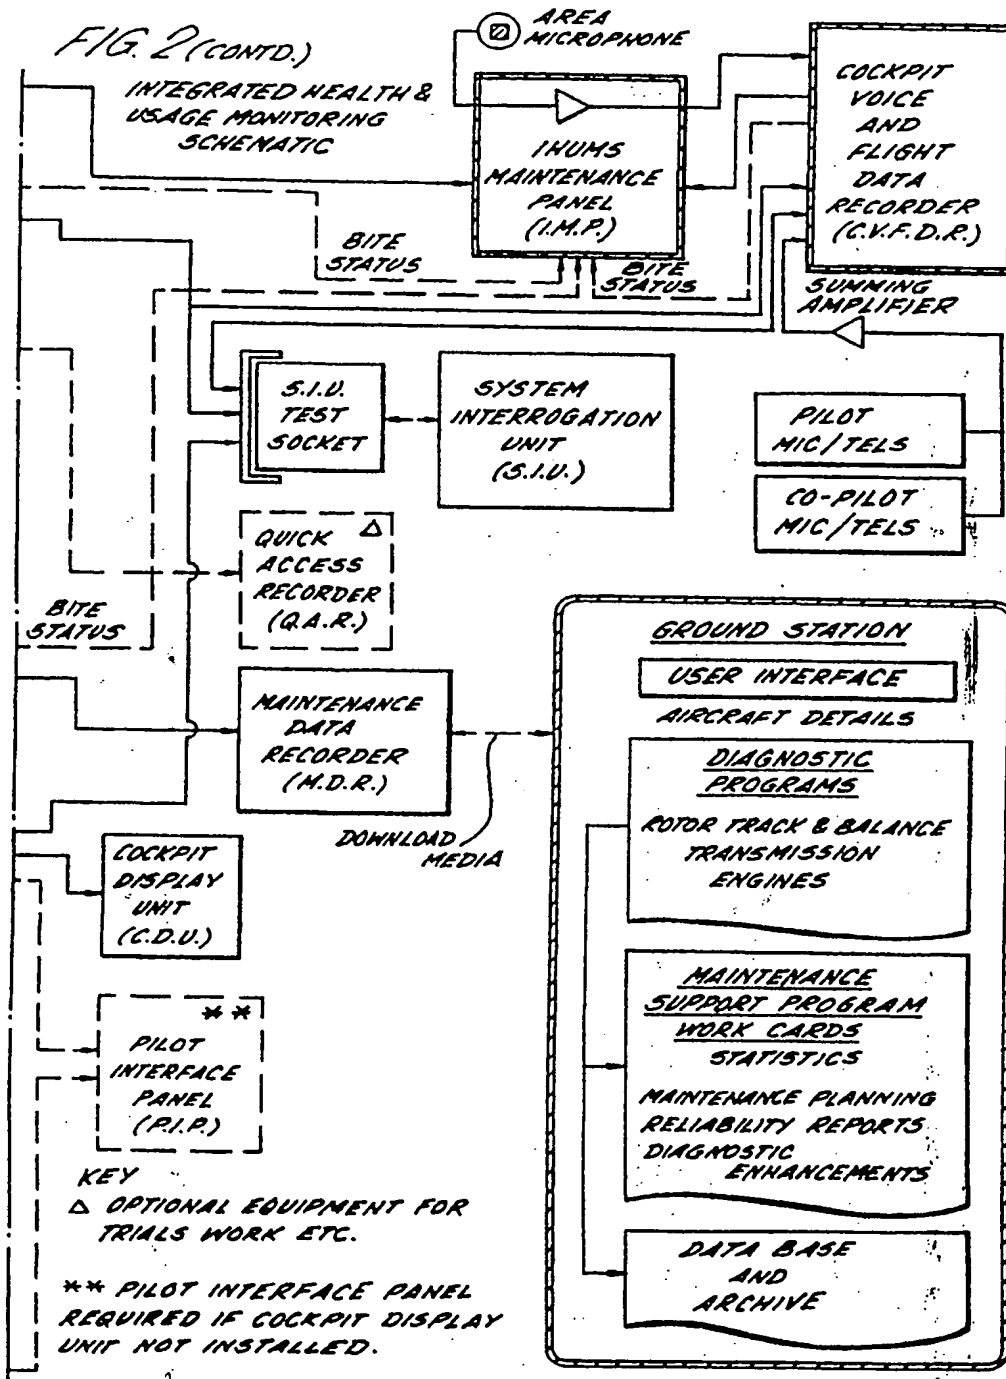 FIG. 2 (CONTD.)
INTEGRATED HEALTH &
USAGE MONITORING
SCHEMATIC
AREA
MICROPHONE
IHUMS
MAINTENANCE
PANEL
(I.M.P.)
COCKPIT
VOICE
AND
FLIGHT
DATA
RECORDER
(C.V.F.D.R.)
BITE
STATUS
BITE
STATUS
SUMMING
AMPLIFIER
S.I.U.
TEST
SOCKET
SYSTEM
INTERROGATION
UNIT
(S.I.U.)
PILOT
MIC/TELS
CO-PILOT
MIC/TELS
QUICK Δ
ACCESS
RECORDER
(Q.A.R.)
BITE
STATUS
MAINTENANCE
DATA
RECORDER
(M.D.R.)
DOWNLOAD
MEDIA
COCKPIT
DISPLAY
UNIT
(C.D.U.)
**
PILOT
INTERFACE
PANEL
(P.I.P.)
GROUND STATION
USER INTERFACE
AIRCRAFT DETAILS
DIAGNOSTIC
PROGRAMS
ROTOR TRACK & BALANCE
TRANSMISSION
ENGINES
MAINTENANCE
SUPPORT PROGRAM
WORK CARDS
STATISTICS
MAINTENANCE PLANNING
RELIABILITY REPORTS
DIAGNOSTIC
ENHANCEMENTS
DATA BASE
AND
ARCHIVE
KEY
Δ OPTIONAL EQUIPMENT FOR
TRIALS WORK ETC.
** PILOT INTERFACE PANEL
REQUIRED IF COCKPIT DISPLAY
UNIT NOT INSTALLED.